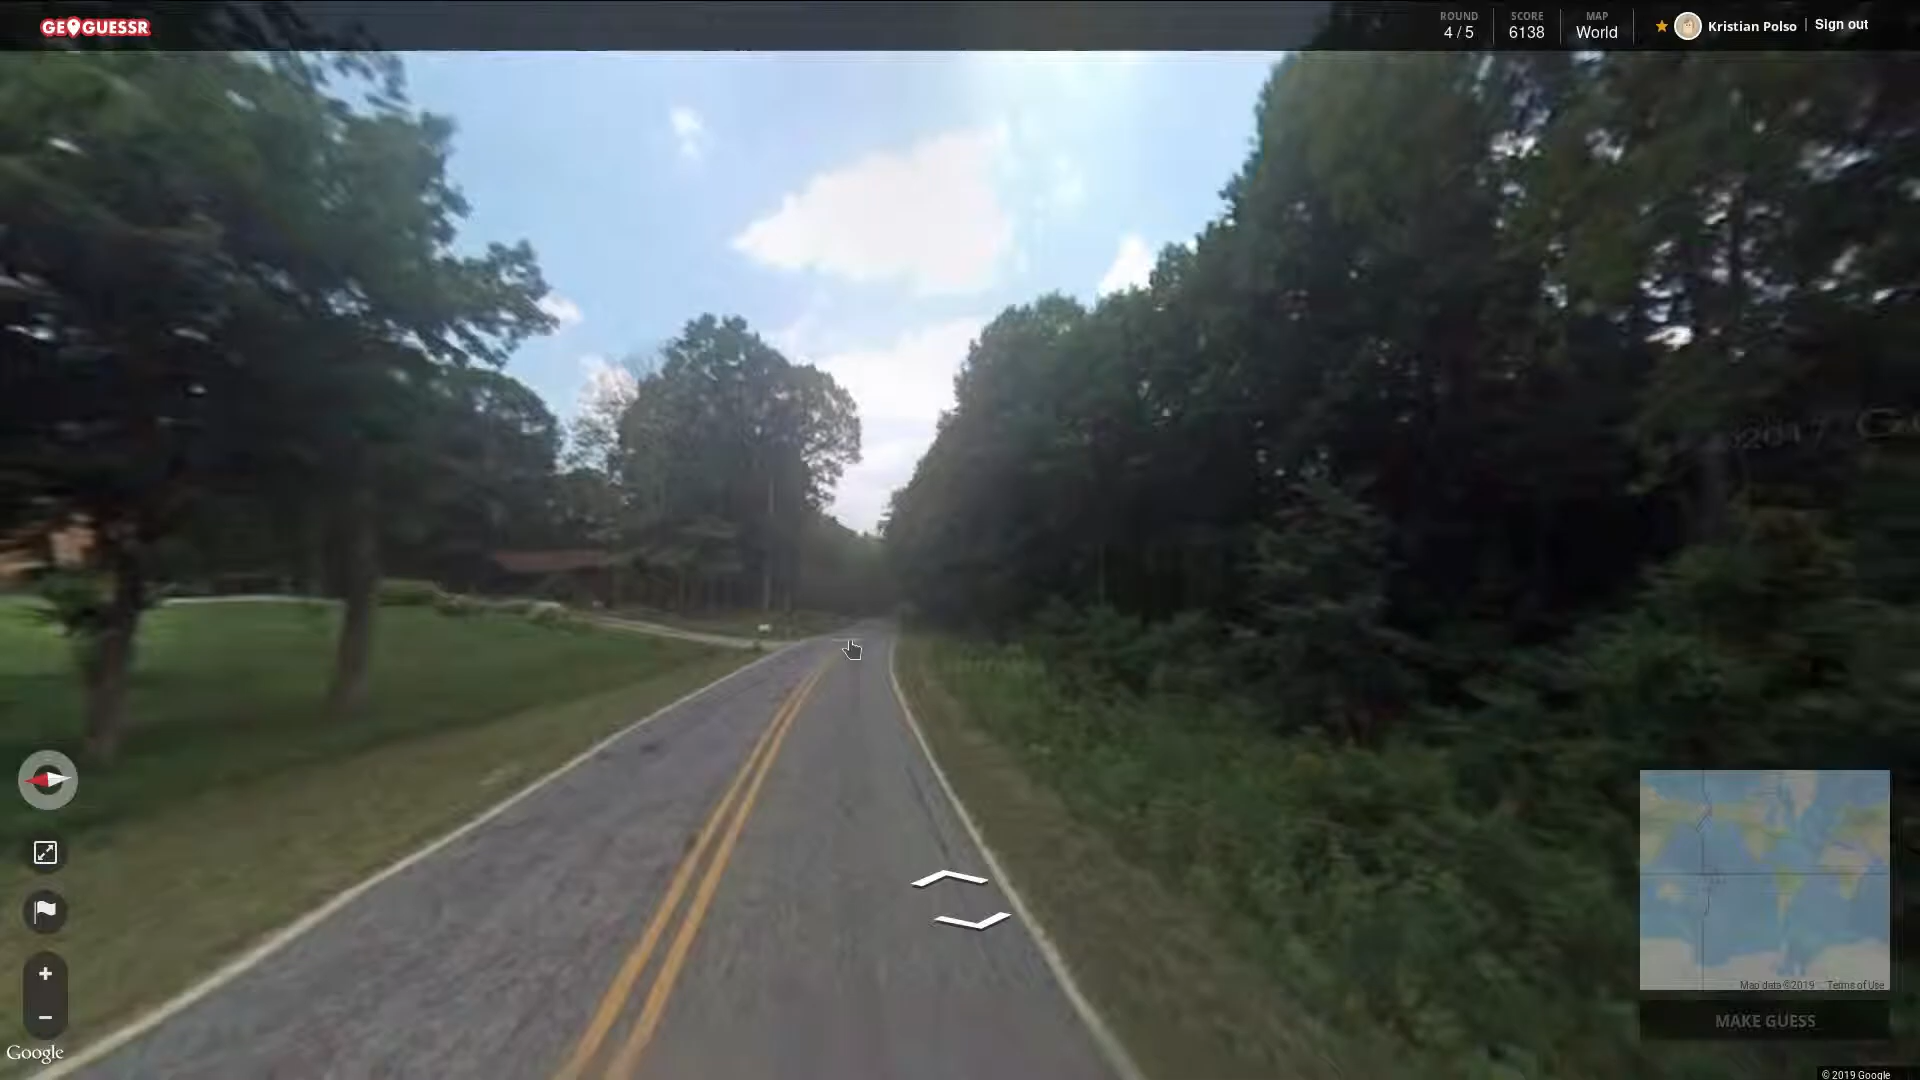 GEOGUESSR
ROUND
4 / 5
SCORE
6138
MAP
World
Kristian Polso
Sign out
©2017
Map data ©2019
Terms of Use
MAKE GUESS
Google
© 2019 Google